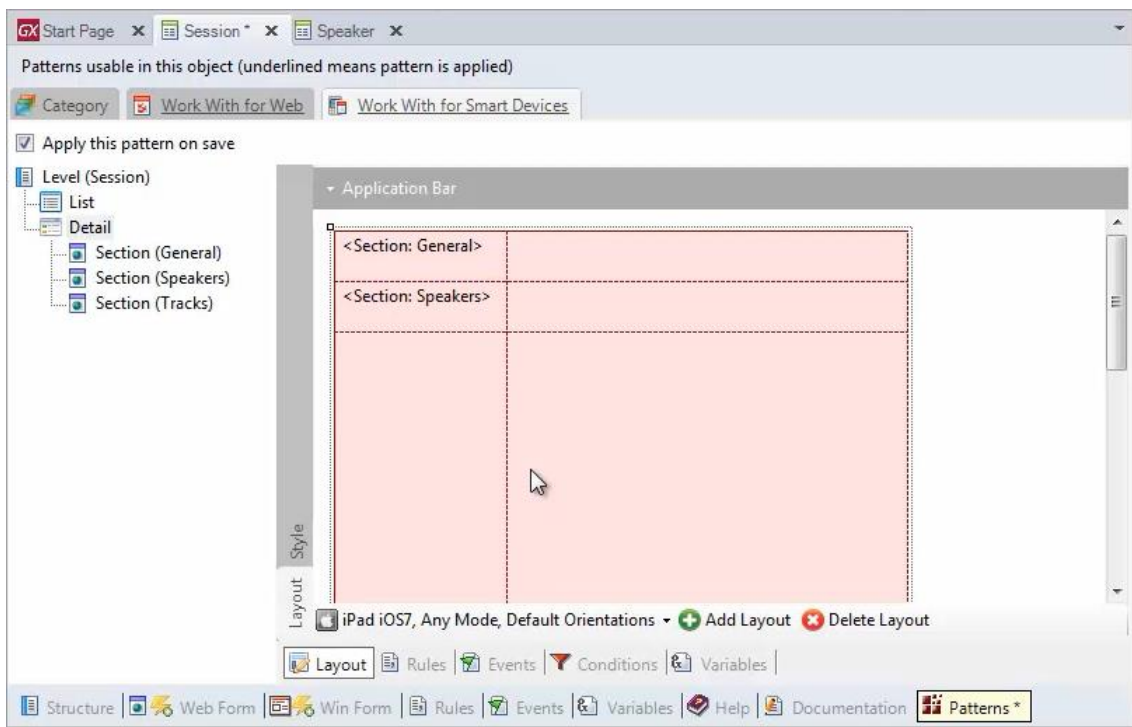 GX Start Page X Session * X Speaker X
Patterns usable in this object (underlined means pattern is applied)
Category Work With for Web Work With for Smart Devices
Apply this pattern on save
Level (Session)
List
Detail
Section (General)
Section (Speakers)
Section (Tracks)
Application Bar
<Section: General>
<Section: Speakers>
Style
Layout
iPad iOS7, Any Mode, Default Orientations Add Layout Delete Layout
Layout Rules Events Conditions Variables
Structure Web Form Win Form Rules Events Variables Help Documentation Patterns *